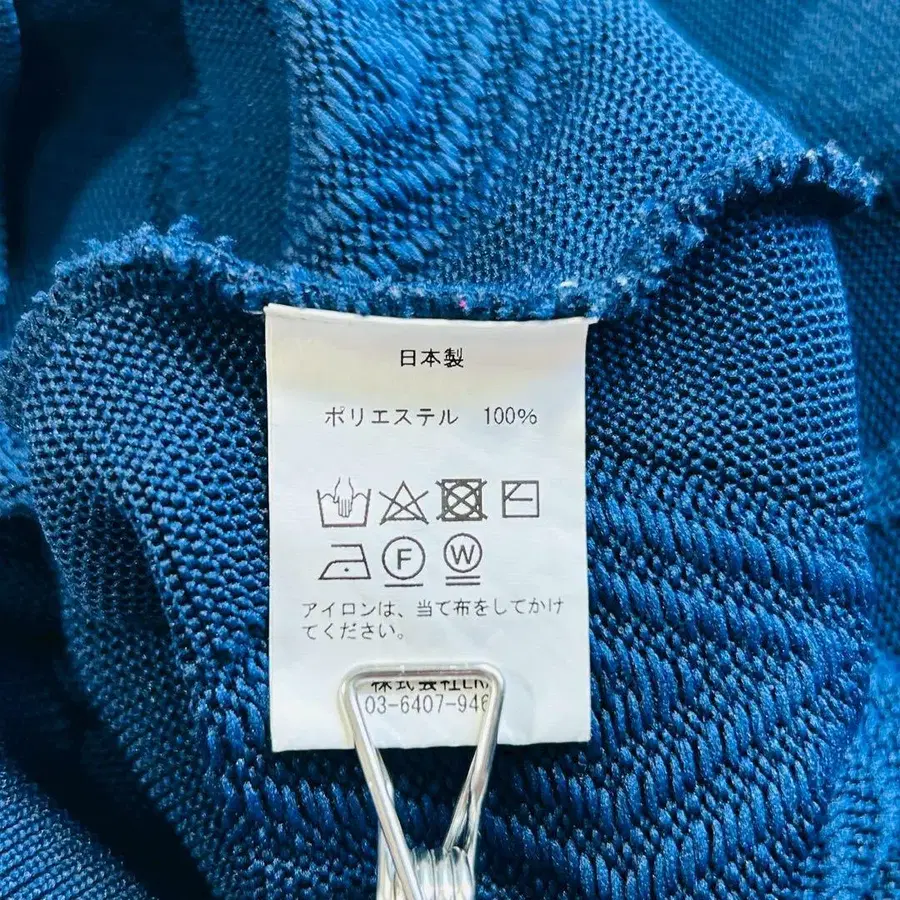 日本製
ポリエステル 100%
F W
アイロンは、当て布をしてかけ
てください。
株式会社
03-6407-946